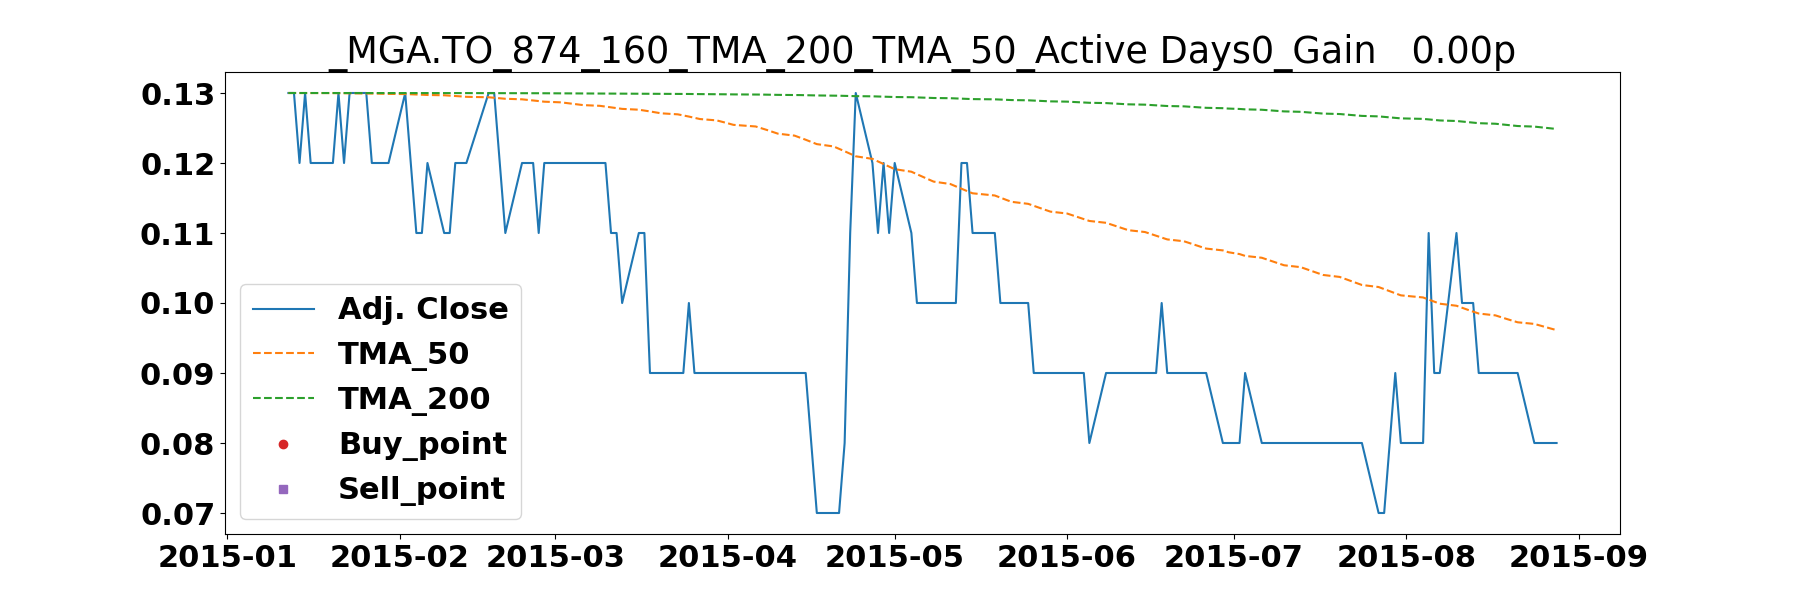 _MGA.TO_874_160_TMA_200_TMA_50_Active Days0_Gain   0.00p
0.13
0.12
0.11
0.10
0.09
0.08
0.07
Adj. Close
TMA_50
TMA_200
Buy_point
Sell_point
2015-01 2015-02 2015-03 2015-04 2015-05 2015-06 2015-07 2015-08 2015-09